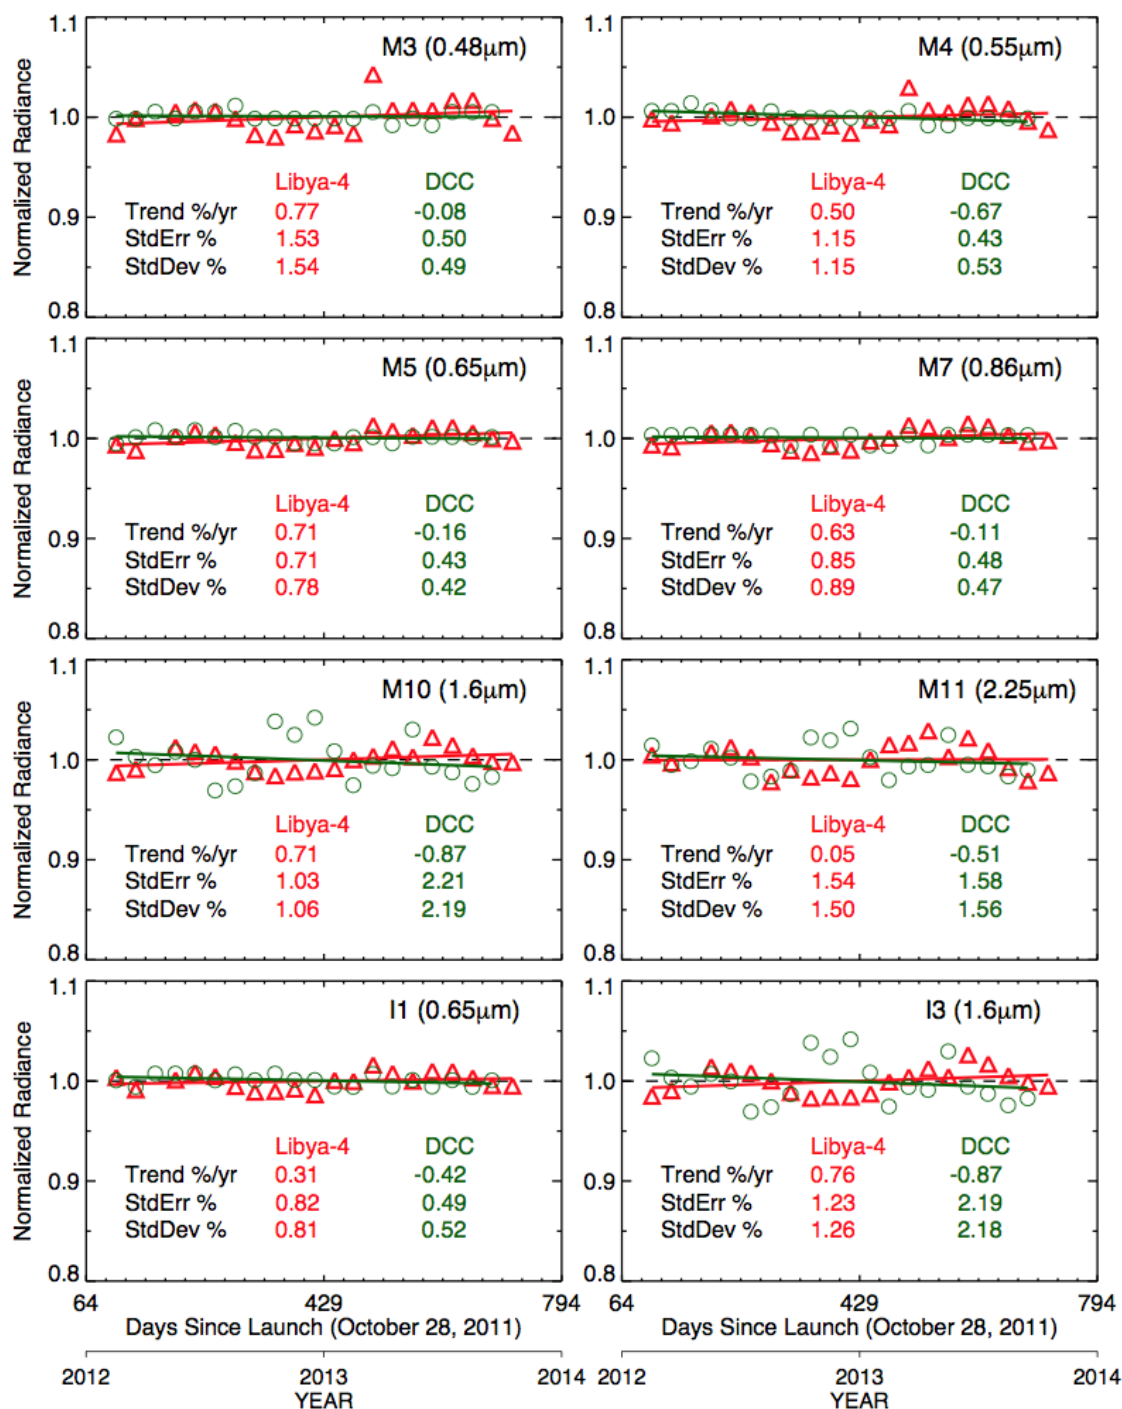 M3 (0.48μm)
1.1
1.0
0.9
0.8
Normalized Radiance
Libya-4 DCC
Trend %/yr 0.77 -0.08
StdErr % 1.53 0.50
StdDev % 1.54 0.49
M4 (0.55μm)
1.1
1.0
0.9
0.8
Libya-4 DCC
Trend %/yr 0.50 -0.67
StdErr % 1.15 0.43
StdDev % 1.15 0.53
M5 (0.65μm)
1.1
1.0
0.9
0.8
Normalized Radiance
Libya-4 DCC
Trend %/yr 0.71 -0.16
StdErr % 0.71 0.43
StdDev % 0.78 0.42
M7 (0.86μm)
1.1
1.0
0.9
0.8
Libya-4 DCC
Trend %/yr 0.63 -0.11
StdErr % 0.85 0.48
StdDev % 0.89 0.47
M10 (1.6μm)
1.1
1.0
0.9
0.8
Normalized Radiance
Libya-4 DCC
Trend %/yr 0.71 -0.87
StdErr % 1.03 2.21
StdDev % 1.06 2.19
M11 (2.25μm)
1.1
1.0
0.9
0.8
Libya-4 DCC
Trend %/yr 0.05 -0.51
StdErr % 1.54 1.58
StdDev % 1.50 1.56
I1 (0.65μm)
1.1
1.0
0.9
0.8
Normalized Radiance
Libya-4 DCC
Trend %/yr 0.31 -0.42
StdErr % 0.82 0.49
StdDev % 0.81 0.52
64 429 794
Days Since Launch (October 28, 2011)
2012 2013 2014
YEAR
I3 (1.6μm)
1.1
1.0
0.9
0.8
Libya-4 DCC
Trend %/yr 0.76 -0.87
StdErr % 1.23 2.19
StdDev % 1.26 2.18
64 429 794
Days Since Launch (October 28, 2011)
2012 2013 2014
YEAR